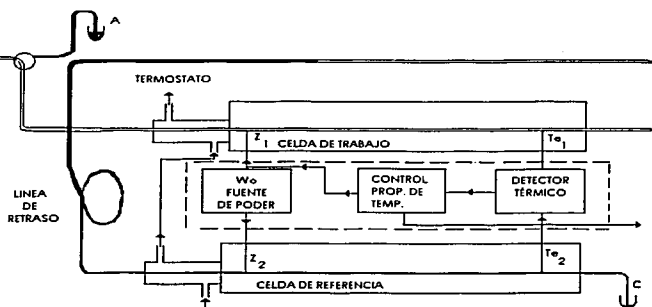 A
TERMOSTATO
Z1
CELDA DE TRABAJO
Te1
LINEA
DE
RETRASO
Wo
FUENTE
DE PODER
CONTROL
PROP. DE
TEMP.
DETECTOR
TÉRMICO
Z2
Te2
CELDA DE REFERENCIA
C